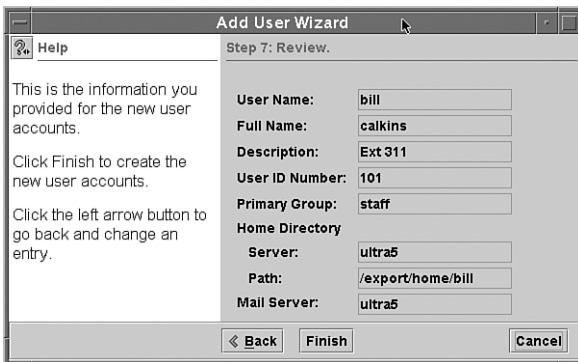 Add User Wizard
Help
Step 7: Review.
This is the information you
provided for the new user
accounts.
Click Finish to create the
new user accounts.
Click the left arrow button to
go back and change an
entry.
User Name: bill
Full Name: calkins
Description: Ext 311
User ID Number: 101
Primary Group: staff
Home Directory
Server: ultra5
Path: /export/home/bill
Mail Server: ultra5
« Back Finish Cancel